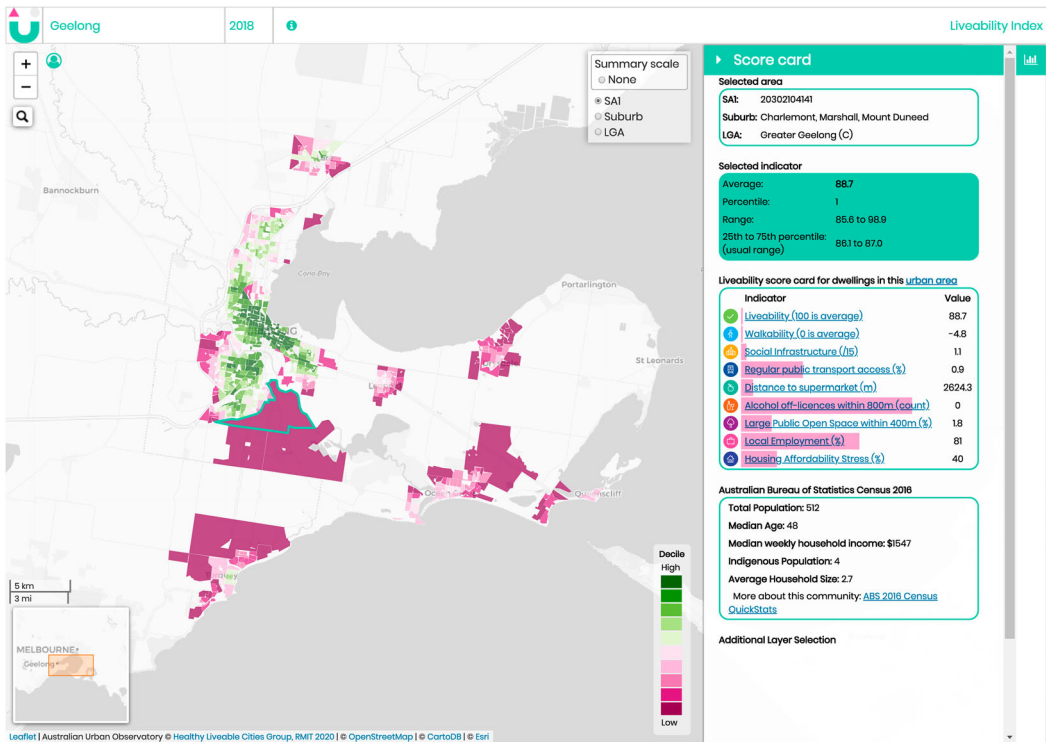 Geelong
2018
Liveability Index
+
−
Summary scale
None
SA1
Suburb
LGA
Bannockburn
Corio Bay
Portarlington
St Leonards
Queenscliff
5 km
3 mi
MELBOURNE
Geelong
Decile
High
Low
Leaflet | Australian Urban Observatory © Healthy Liveable Cities Group, RMIT 2020 | © OpenStreetMap | © CartoDB | © Esri
Score card
Selected area
SA1: 20302104141
Suburb: Charlemont, Marshall, Mount Duneed
LGA: Greater Geelong (C)
Selected indicator
Average: 88.7
Percentile: 1
Range: 85.6 to 98.9
25th to 75th percentile: (usual range) 86.1 to 87.0
Liveability score card for dwellings in this urban area
Indicator Value
Liveability (100 is average) 88.7
Walkability (0 is average) -4.8
Social Infrastructure (/15) 1.1
Regular public transport access (%) 0.9
Distance to supermarket (m) 2624.3
Alcohol off-licences within 800m (count) 0
Large Public Open Space within 400m (%) 1.8
Local Employment (%) 81
Housing Affordability Stress (%) 40
Australian Bureau of Statistics Census 2016
Total Population: 512
Median Age: 48
Median weekly household income: $1547
Indigenous Population: 4
Average Household Size: 2.7
More about this community: ABS 2016 Census
QuickStats
Additional Layer Selection